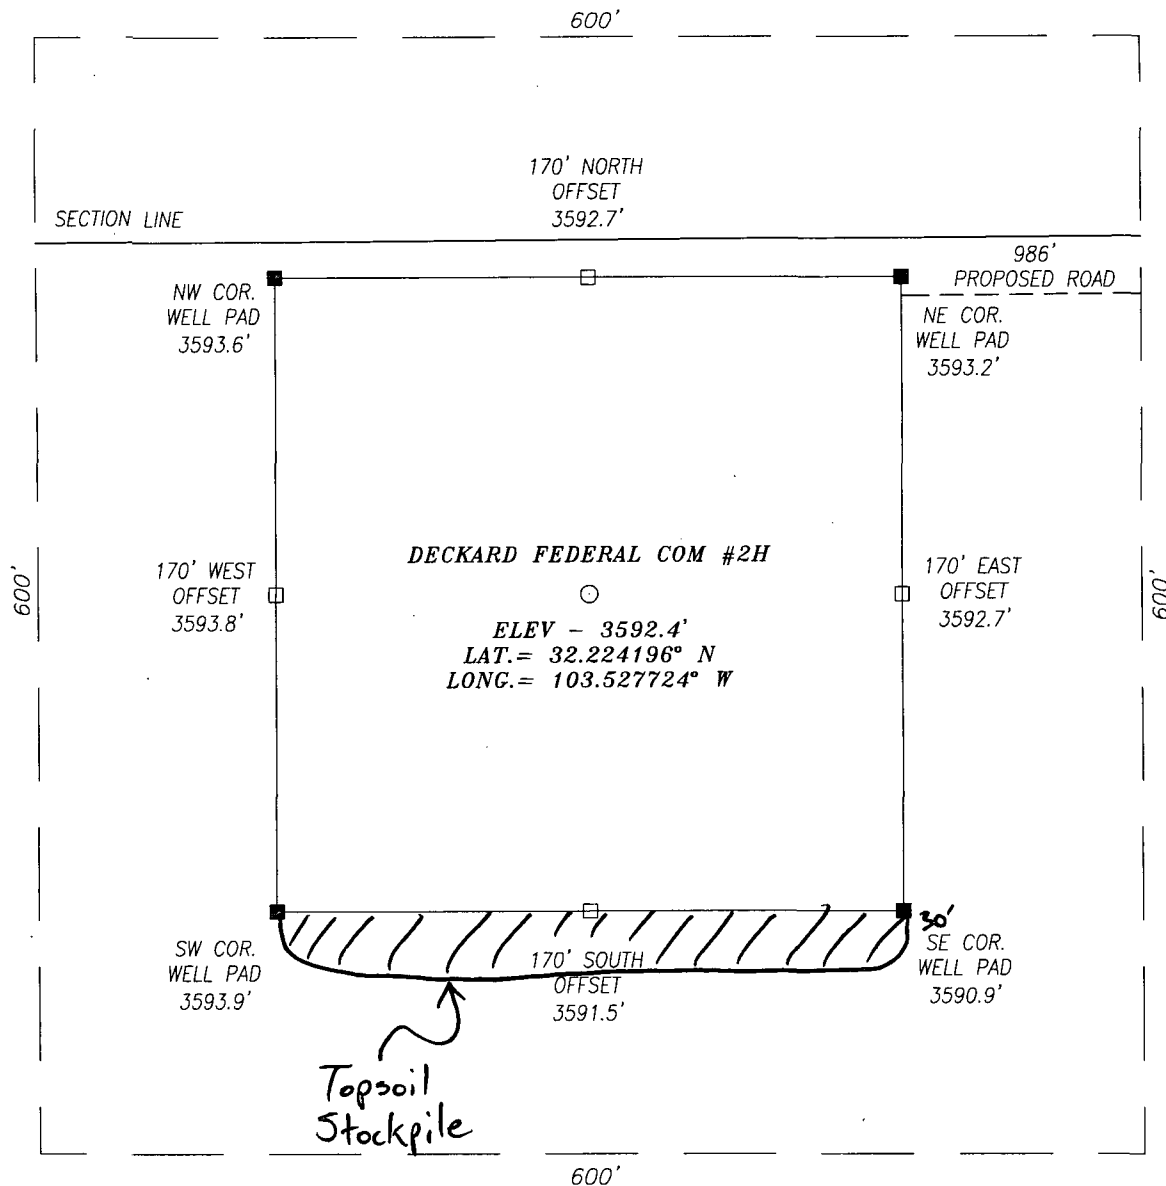 600'
170' NORTH
OFFSET
3592.7'
SECTION LINE
986'
PROPOSED ROAD
NW COR.
WELL PAD
3593.6'
NE COR.
WELL PAD
3593.2'
DECKARD FEDERAL COM #2H
600'
170' WEST
OFFSET
3593.8'
170' EAST
OFFSET
3592.7'
600'
ELEV - 3592.4'
LAT.= 32.224196° N
LONG.= 103.527724° W
30'
SW COR.
WELL PAD
3593.9'
170' SOUTH
OFFSET
3591.5'
SE COR.
WELL PAD
3590.9'
Topsoil
Stockpile
600'